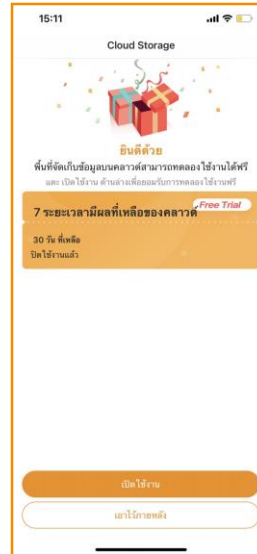 15:11
Cloud Storage
ยินดีด้วย
พื้นที่จัดเก็บข้อมูลบนคลาวด์สามารถทดลองใช้งานได้ฟรี
แตะ เปิดใช้งาน ด้านล่างเพื่อยอมรับการทดลองใช้งานฟรี
Free Trial
7 ระยะเวลามีผลที่เหลือของคลาวด์
30 วัน ที่เหลือ
ปิดใช้งานแล้ว
เปิดใช้งาน
เอาไว้ภายหลัง